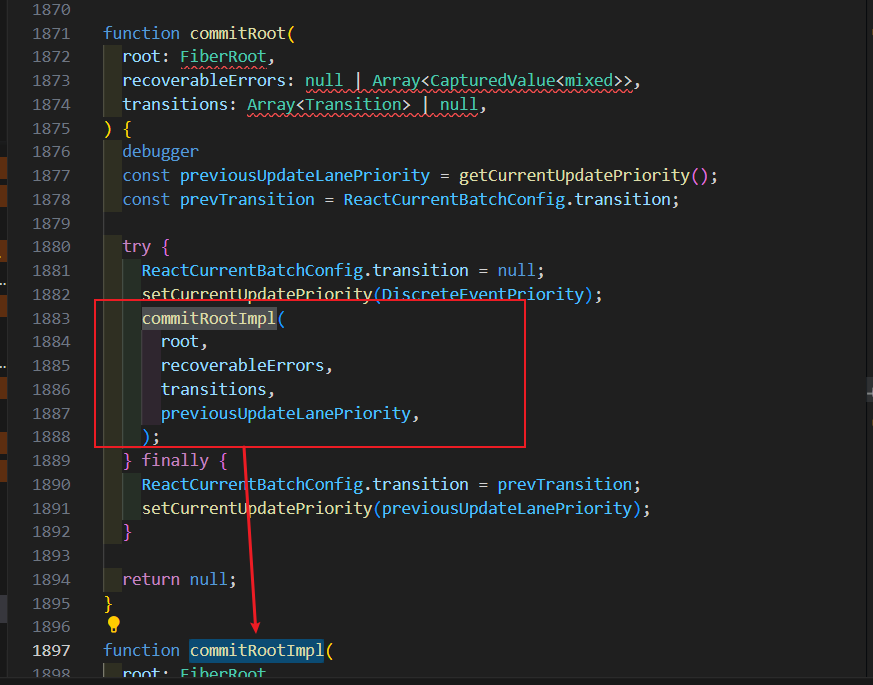 1870
1871 function commitRoot(
1872 root: FiberRoot,
1873 recoverableErrors: null | Array<CapturedValue<mixed>>,
1874 transitions: Array<Transition> | null,
1875 ) {
1876 debugger
1877 const previousUpdateLanePriority = getCurrentUpdatePriority();
1878 const prevTransition = ReactCurrentBatchConfig.transition;
1879
1880 try {
1881 ReactCurrentBatchConfig.transition = null;
1882 setCurrentUpdatePriority(DiscreteEventPriority);
1883 commitRootImpl(
1884 root,
1885 recoverableErrors,
1886 transitions,
1887 previousUpdateLanePriority,
1888 );
1889 } finally {
1890 ReactCurrentBatchConfig.transition = prevTransition;
1891 setCurrentUpdatePriority(previousUpdateLanePriority);
1892 }
1893
1894 return null;
1895 }
1896
1897 function commitRootImpl(
1898 root: FiberRoot